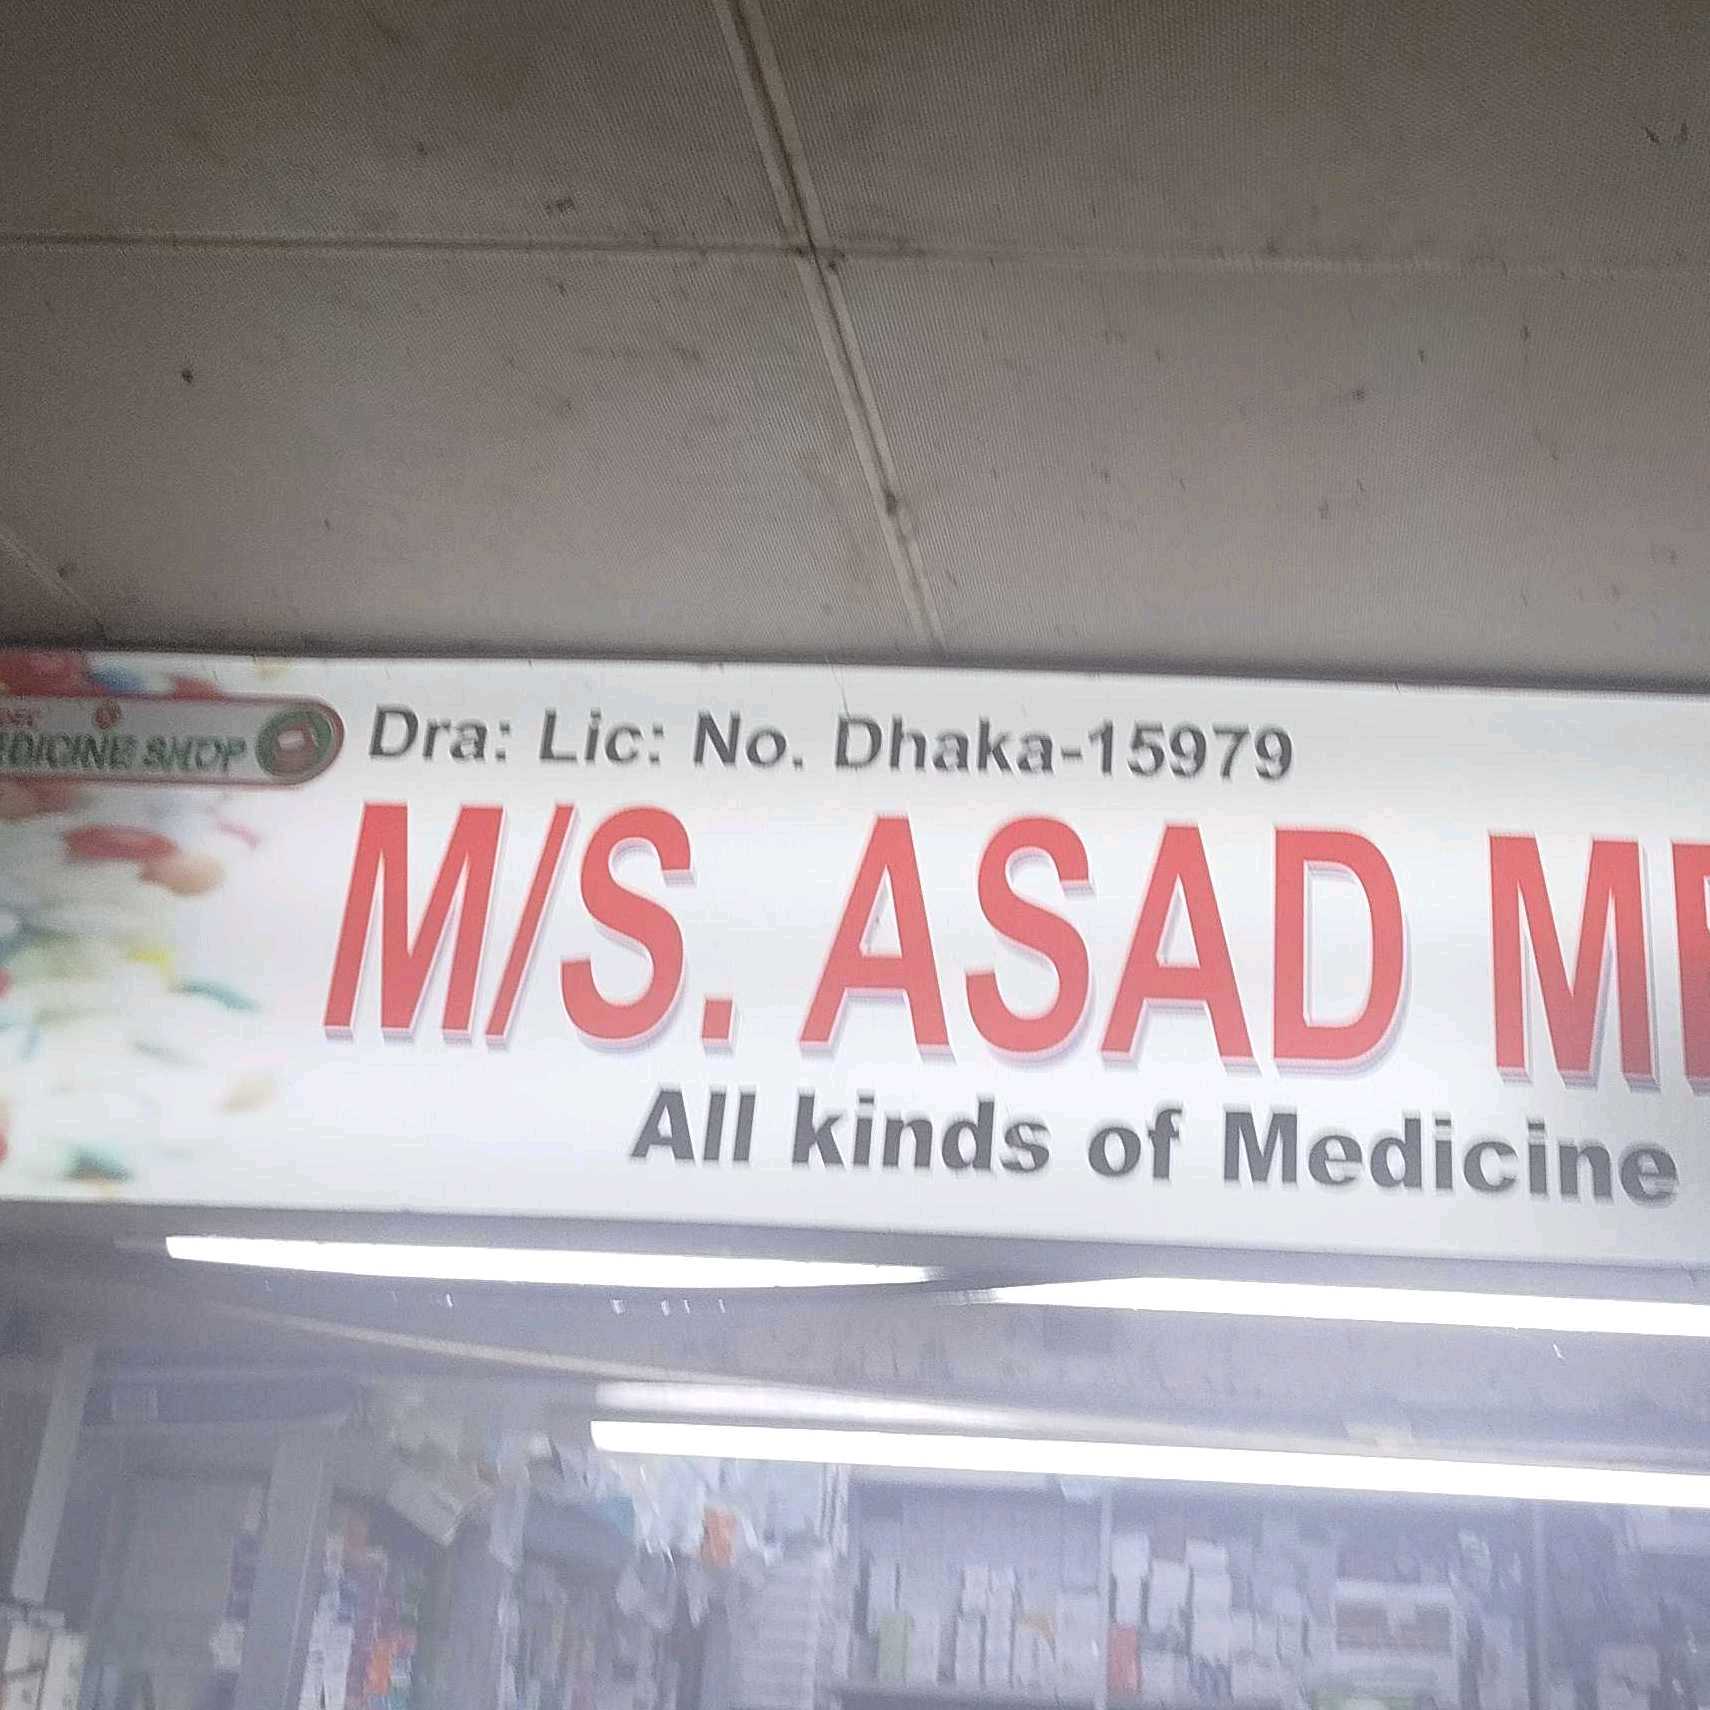 MEDICINE SHOP
Dra: Lic: No. Dhaka-15979
M/S. ASAD
All kinds of Medicine